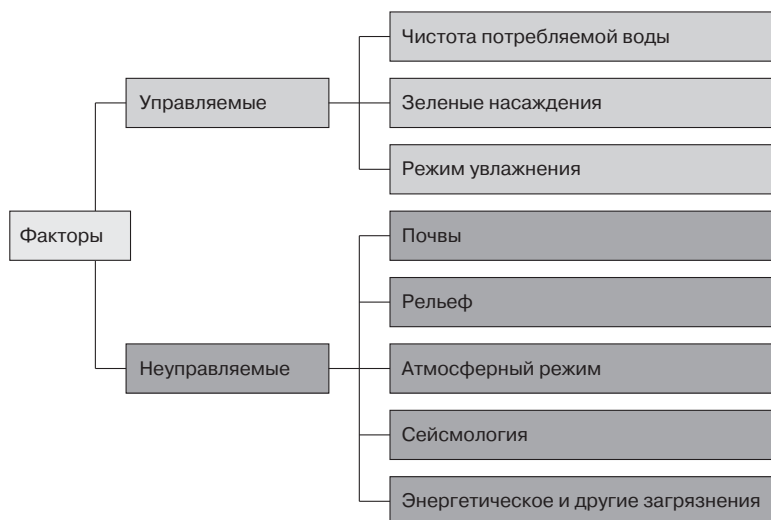 Факторы
Управляемые
Чистота потребляемой воды
Зеленые насаждения
Режим увлажнения
Неуправляемые
Почвы
Рельеф
Атмосферный режим
Сейсмология
Энергетическое и другие загрязнения